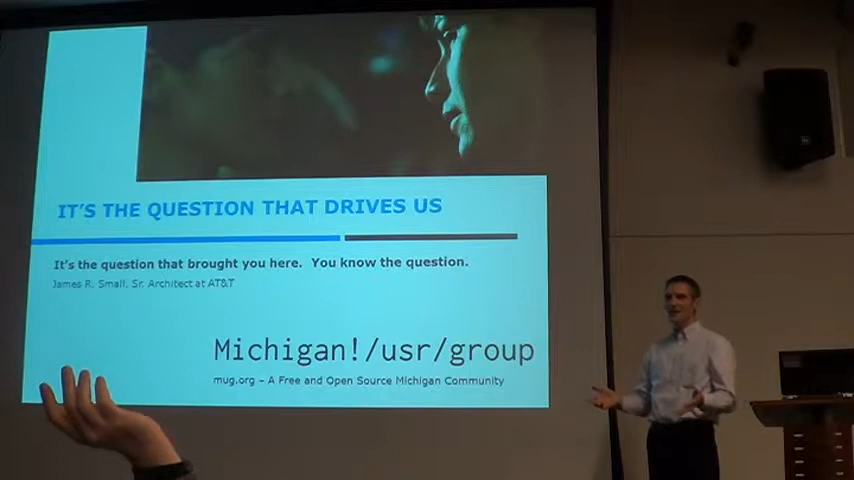 IT'S THE QUESTION THAT DRIVES US
It's the question that brought you here. You know the question.
James R. Small, Sr. Architect at AT&T
Michigan!/usr/group
mug.org – A Free and Open Source Michigan Community